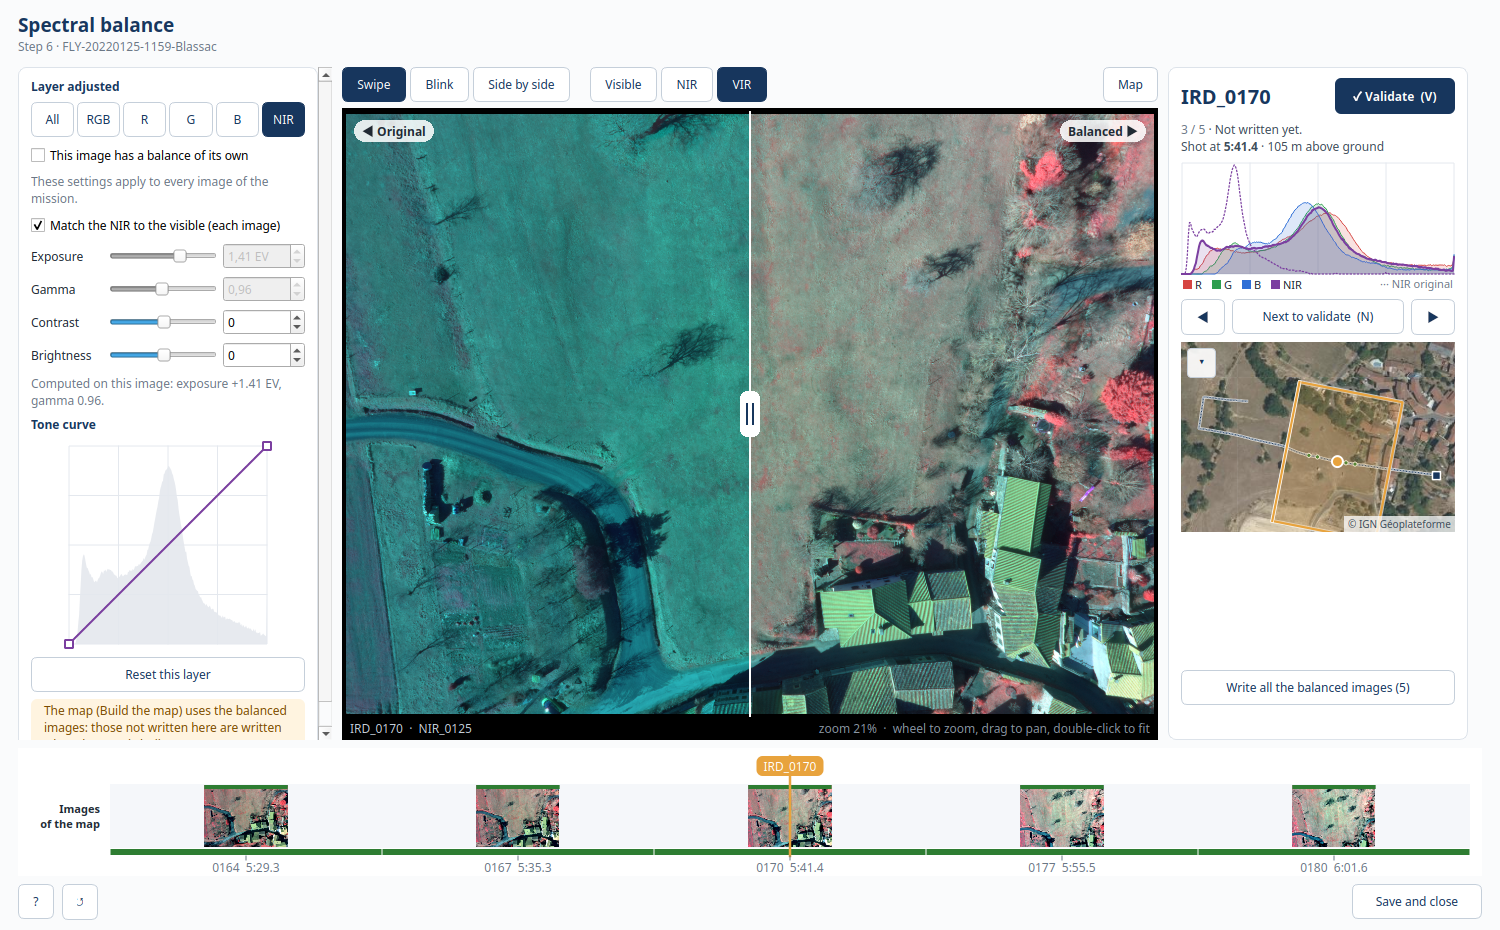 Spectral balance
Step 6 · FLY-20220125-1159-Blassac
Layer adjusted
All RGB R G B NIR
This image has a balance of its own
These settings apply to every image of the
mission.
Match the NIR to the visible (each image)
Exposure 1,41 EV
Gamma 0,96
Contrast 0
Brightness 0
Computed on this image: exposure +1.41 EV,
gamma 0.96.
Tone curve
Reset this layer
The map (Build the map) uses the balanced
images: those not written here are written
Swipe Blink Side by side Visible NIR VIR Map
◀ Original
Balanced ▶
IRD_0170 · NIR_0125
zoom 21% · wheel to zoom, drag to pan, double-click to fit
IRD_0170
✓ Validate (V)
3 / 5 · Not written yet.
Shot at 5:41.4 · 105 m above ground
R G B NIR
··· NIR original
◀ Next to validate (N) ▶
© IGN Géoplateforme
Write all the balanced images (5)
IRD_0170
Images
of the map
0164 5:29.3
0167 5:35.3
0170 5:41.4
0177 5:55.5
0180 6:01.6
?
Save and close